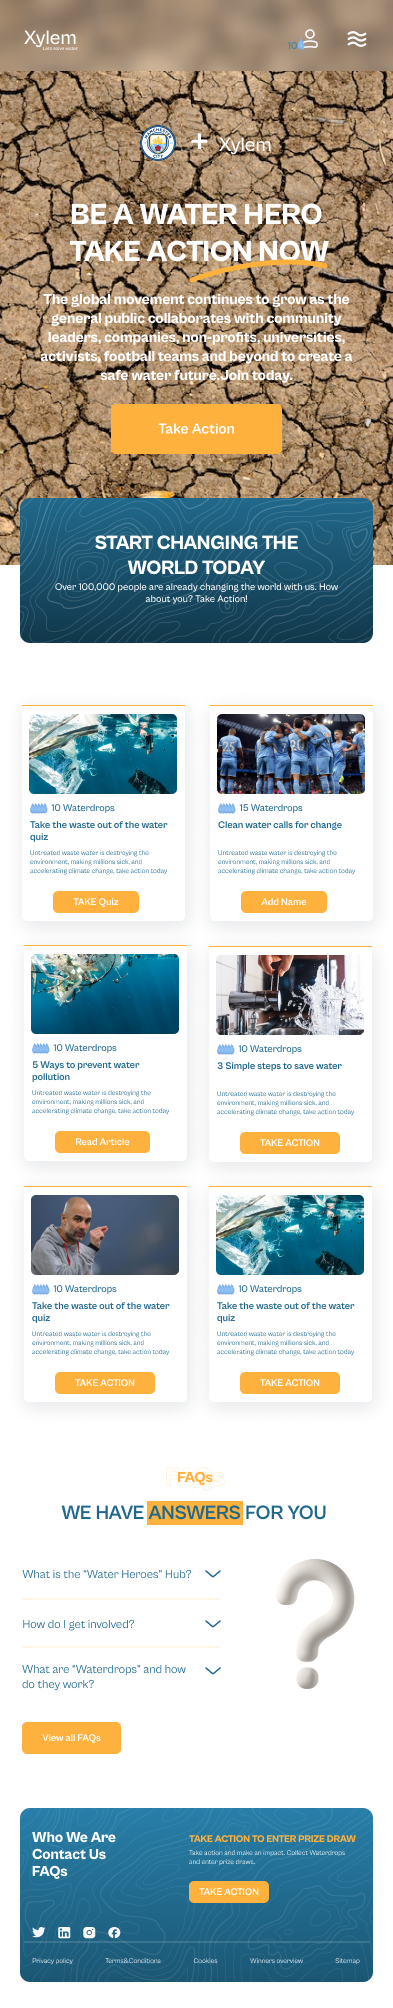 Xylem
Lets solve water
10
MANCHESTER
CITY
+ Xylem
BE A WATER HERO
TAKE ACTION NOW
The global movement continues to grow as the
general public collaborates with community
leaders, companies, non-profits, universities,
activists, football teams and beyond to create a
safe water future.Join today.
Take Action
START CHANGING THE
WORLD TODAY
Over 100,000 people are already changing the world with us. How
about you? Take Action!
10 Waterdrops
Take the waste out of the water
quiz
Untreated waste water is destroying the
environment, making millions sick, and
accelerating climate change, take action today
TAKE Quiz
15 Waterdrops
Clean water calls for change
Untreated waste water is destroying the
environment, making millions sick, and
accelerating climate change, take action today
Add Name
10 Waterdrops
5 Ways to prevent water
pollution
Untreated waste water is destroying the
environment, making millions sick, and
accelerating climate change, take action today
Read Article
10 Waterdrops
3 Simple steps to save water
Untreated waste water is destroying the
environment, making millions sick, and
accelerating climate change, take action today
TAKE ACTION
10 Waterdrops
Take the waste out of the water
quiz
Untreated waste water is destroying the
environment, making millions sick, and
accelerating climate change, take action today
TAKE ACTION
10 Waterdrops
Take the waste out of the water
quiz
Untreated waste water is destroying the
environment, making millions sick, and
accelerating climate change, take action today
TAKE ACTION
FAQs
WE HAVE ANSWERS FOR YOU
What is the "Water Heroes" Hub?
How do I get involved?
What are "Waterdrops" and how
do they work?
View all FAQs
Who We Are
Contact Us
FAQs
TAKE ACTION TO ENTER PRIZE DRAW
Take action and make an impact. Collect Waterdrops
and enter prize draws.
TAKE ACTION
Privacy policy
Terms&Conditions
Cookies
Winners overview
Sitemap